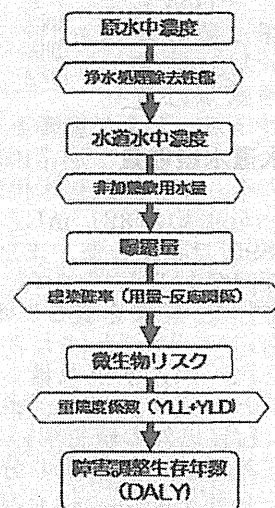 原水中濃度
浄水処理除去性能
水道水中濃度
非加熱飲用水量
曝露量
感染確率（用量-反応関係）
微生物リスク
重篤度係数（YLL+YLD）
障害調整生存年数
（DALY）